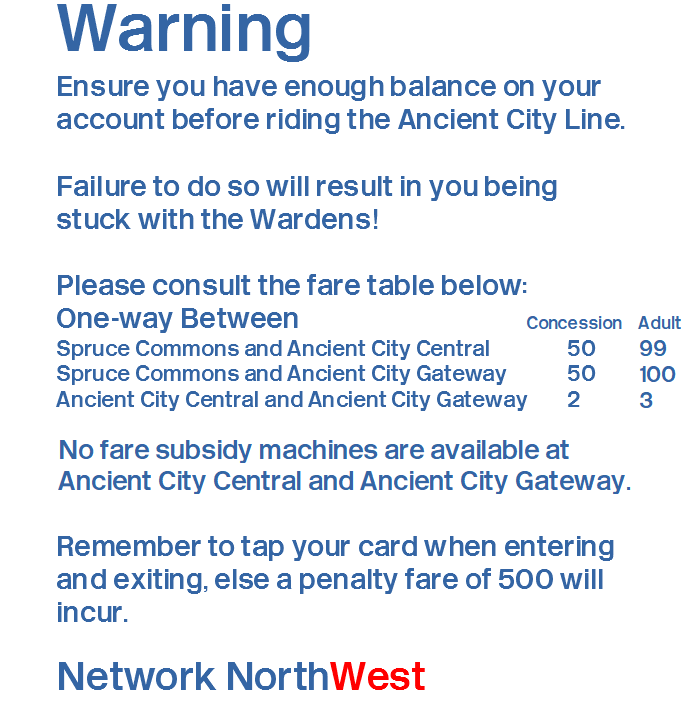 Warning
Ensure you have enough balance on your
account before riding the Ancient City Line.
Failure to do so will result in you being
stuck with the Wardens!
Please consult the fare table below:
One-way Between Concession Adult
Spruce Commons and Ancient City Central 50 99
Spruce Commons and Ancient City Gateway 50 100
Ancient City Central and Ancient City Gateway 2 3
No fare subsidy machines are available at
Ancient City Central and Ancient City Gateway.
Remember to tap your card when entering
and exiting, else a penalty fare of 500 will
incur.
Network NorthWest